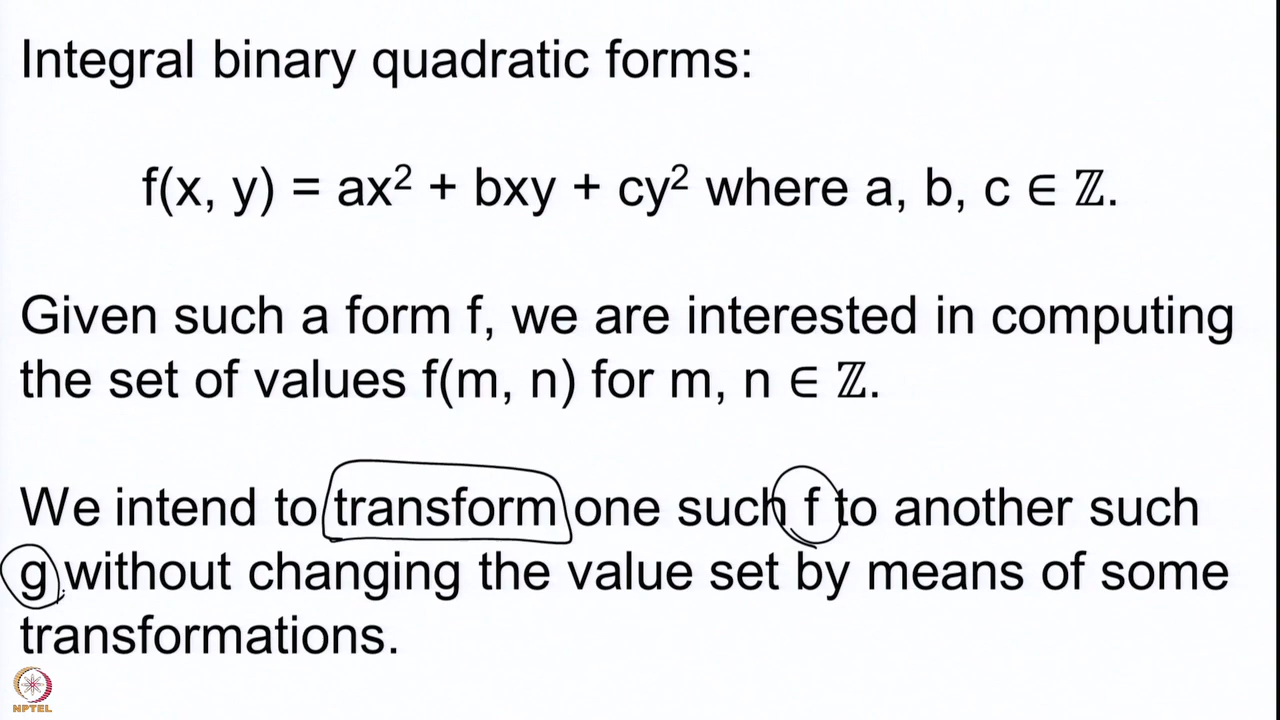 Integral binary quadratic forms:
f(x, y) = ax² + bxy + cy² where a, b, c ∈ ℤ.
Given such a form f, we are interested in computing
the set of values f(m, n) for m, n ∈ ℤ.
We intend to transform one such f to another such
g without changing the value set by means of some
transformations.
NPTEL